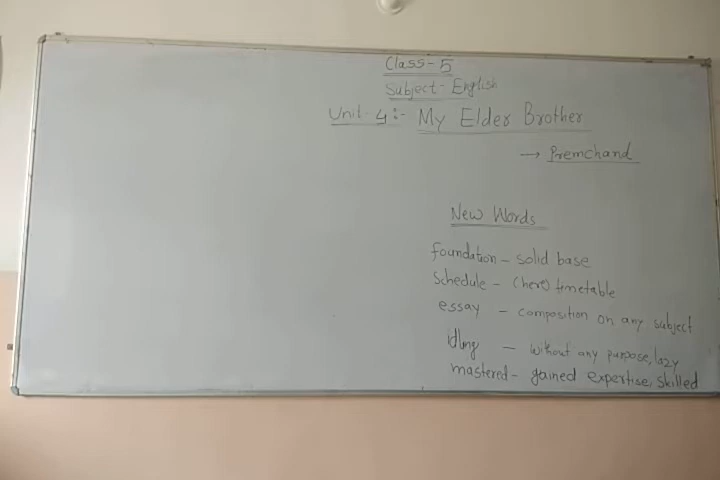 Class- 5
Subject- English
Unit- 4:- My Elder Brother
→ Premchand
New Words
foundation - solid base
Schedule - (here) timetable
essay - composition on any subject
idling - without any purpose, lazy
mastered - gained expertise, skilled